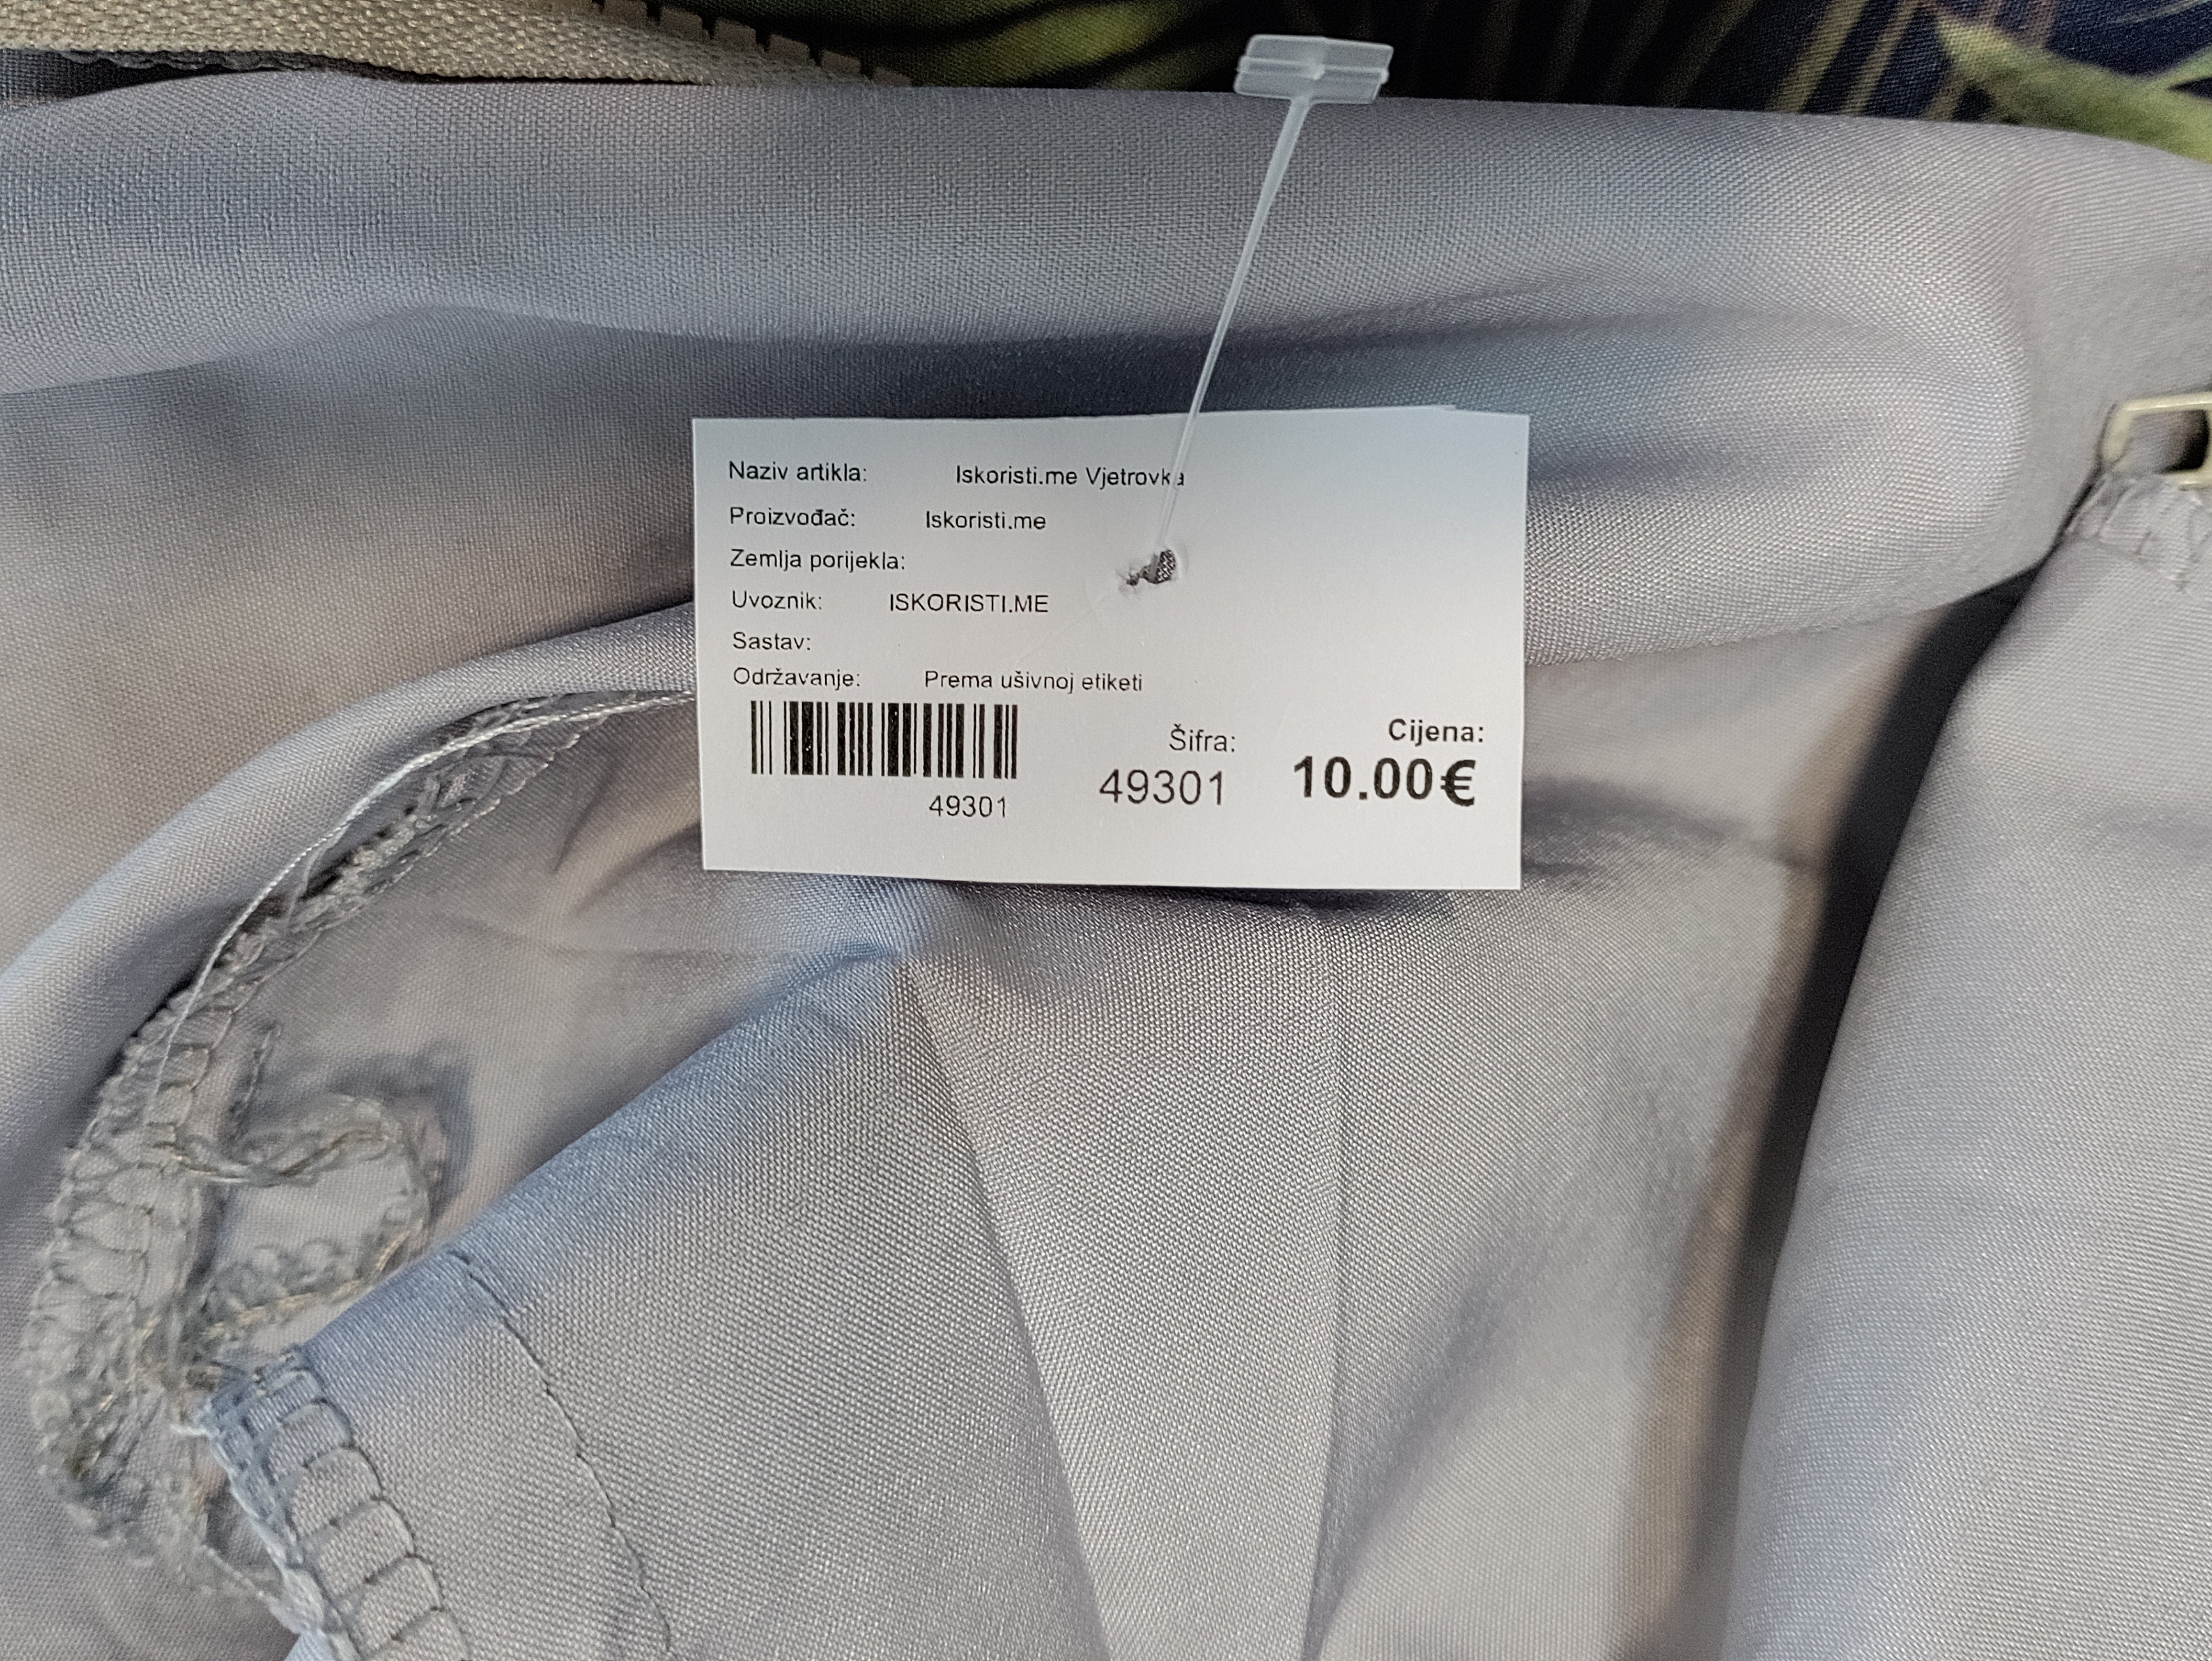 Naziv artikla: Iskoristi.me Vjetrovka
Proizvođač: Iskoristi.me
Zemlja porijekla:
Uvoznik: ISKORISTI.ME
Sastav:
Održavanje: Prema ušivnoj etiketi
49301
Šifra:
49301
Cijena:
10.00€